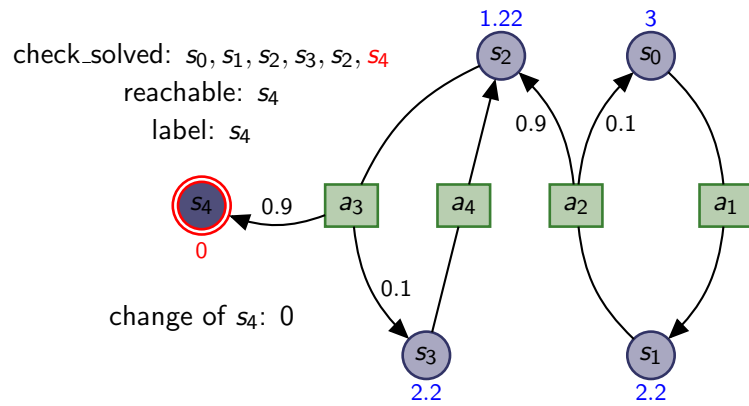 1.22
3
check_solved: s₀, s₁, s₂, s₃, s₂, s₄
s₂
s₀
reachable: s₄
label: s₄
0.9
0.1
s₄
0.9
a₃
a₄
a₂
a₁
0
0.1
change of s₄: 0
s₃
s₁
2.2
2.2